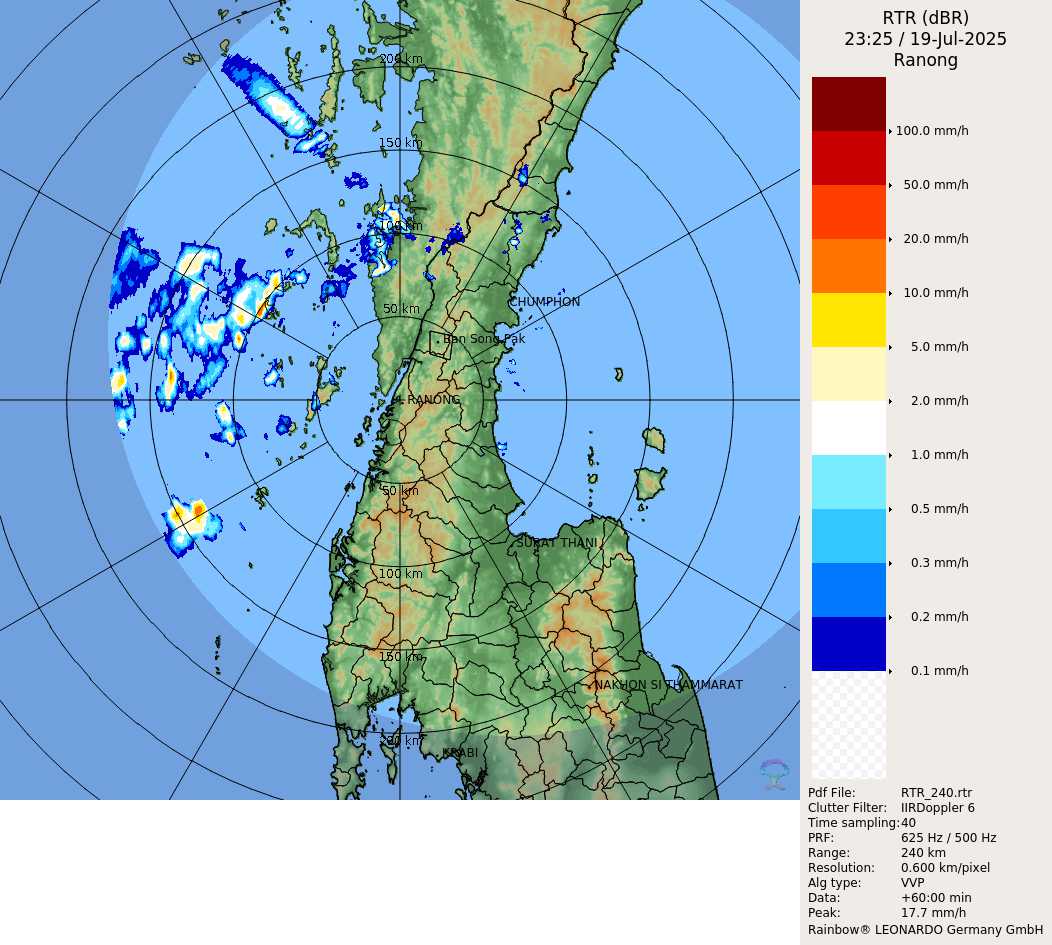 RTR (dBR)
23:25 / 19-Jul-2025
Ranong
200 km
150 km
100 km
50 km
CHUMPHON
Ban Song Pak
RANONG
50 km
SURAT THANI
100 km
150 km
NAKHON SI THAMMARAT
200 km
KRABI
100.0 mm/h
50.0 mm/h
20.0 mm/h
10.0 mm/h
5.0 mm/h
2.0 mm/h
1.0 mm/h
0.5 mm/h
0.3 mm/h
0.2 mm/h
0.1 mm/h
Pdf File: RTR_240.rtr
Clutter Filter: IIRDoppler 6
Time sampling: 40
PRF: 625 Hz / 500 Hz
Range: 240 km
Resolution: 0.600 km/pixel
Alg type: VVP
Data: +60:00 min
Peak: 17.7 mm/h
Rainbow® LEONARDO Germany GmbH